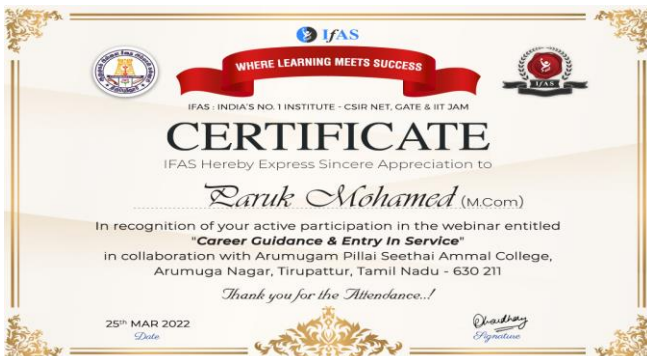 IFAS
WHERE LEARNING MEETS SUCCESS
IFAS
IFAS : INDIA'S NO. 1 INSTITUTE - CSIR NET, GATE & IIT JAM
CERTIFICATE
IFAS Hereby Express Sincere Appreciation to
Paruk Mohamed (M.Com)
In recognition of your active participation in the webinar entitled
"Career Guidance & Entry In Service"
in collaboration with Arumugam Pillai Seethai Ammal College,
Arumuga Nagar, Tirupattur, Tamil Nadu - 630 211
Thank you for the Attendance..!
25th MAR 2022
Chaudhary
Date
Signature